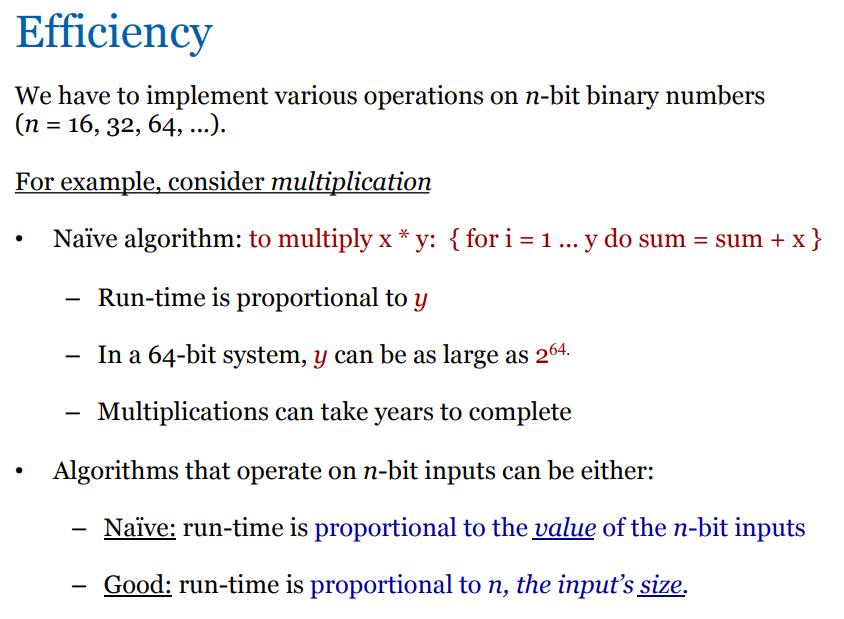 Efficiency
We have to implement various operations on n-bit binary numbers
(n = 16, 32, 64, ...).
For example, consider multiplication
• Naïve algorithm: to multiply x * y: { for i = 1 ... y do sum = sum + x }
– Run-time is proportional to y
– In a 64-bit system, y can be as large as 2⁶⁴.
– Multiplications can take years to complete
• Algorithms that operate on n-bit inputs can be either:
– Naïve: run-time is proportional to the value of the n-bit inputs
– Good: run-time is proportional to n, the input’s size.